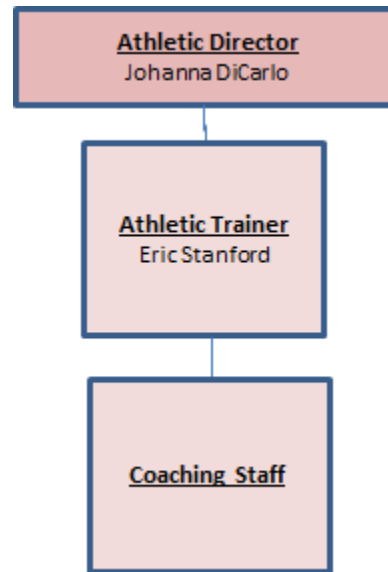 Athletic Director
Johanna DiCarlo
Athletic Trainer
Eric Stanford
Coaching Staff